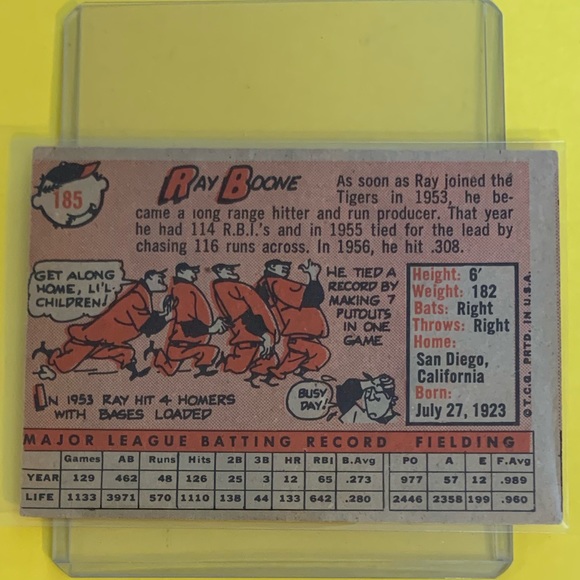 185
RAY BOONE
As soon as Ray joined the
Tigers in 1953, he be-
came a long range hitter and run producer. That year
he had 114 R.B.I.'s and in 1955 tied for the lead by
chasing 116 runs across. In 1956, he hit .308.
GET ALONG
HOME, LI'L
CHILDREN!
HE TIED A
RECORD BY
MAKING 7
PUTOUTS IN
ONE
GAME
IN 1953 RAY HIT 4 HOMERS
WITH BASES LOADED
BUSY
DAY!
Height: 6'
Weight: 182
Bats: Right
Throws: Right
Home:
San Diego,
California
Born:
July 27, 1923
©T.C.G. PRTD. IN U.S.A.
MAJOR LEAGUE BATTING RECORD FIELDING
Games AB Runs Hits 2B 3B HR RBI B.Avg PO A E F.Avg
YEAR 129 462 48 126 25 3 12 65 .273 977 57 12 .989
LIFE 1133 3971 570 1110 138 44 133 642 .280 2446 2358 199 .960